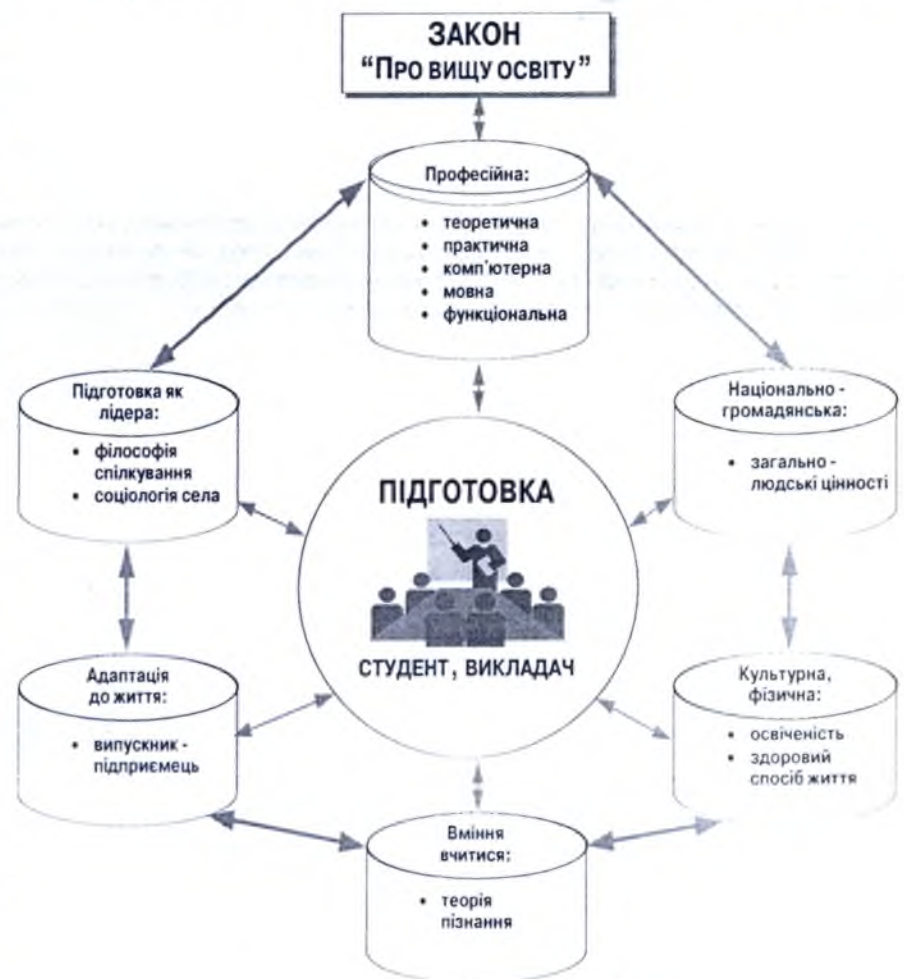 ЗАКОН
“ПРО ВИЩУ ОСВІТУ”
Професійна:
• теоретична
• практична
• комп’ютерна
• мовна
• функціональна
Підготовка як
лідера:
• філософія
спілкування
• соціологія села
Національно -
громадянська:
• загально -
людські цінності
ПІДГОТОВКА
СТУДЕНТ, ВИКЛАДАЧ
Адаптація
до життя:
• випускник -
підприємець
Культурна,
фізична:
• освіченість
• здоровий
спосіб життя
Вміння
вчитися:
• теорія
пізнання